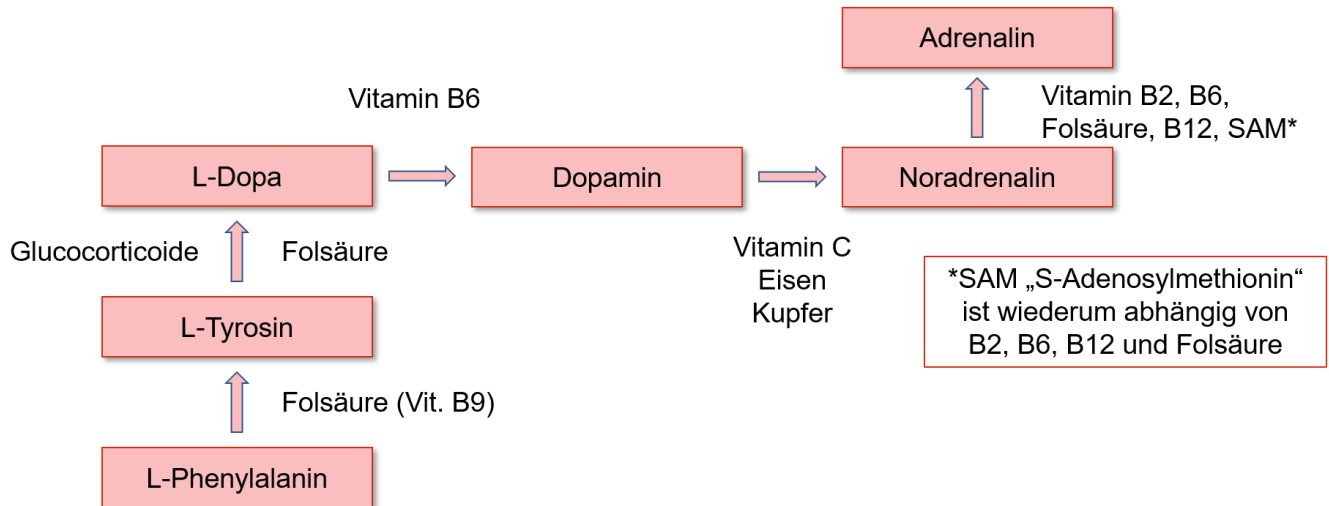 Adrenalin
Vitamin B6
Vitamin B2, B6,
Folsäure, B12, SAM*
L-Dopa
Dopamin
Noradrenalin
Glucocorticoide
Folsäure
Vitamin C
Eisen
Kupfer
*SAM „S-Adenosylmethionin“
ist wiederum abhängig von
B2, B6, B12 und Folsäure
L-Tyrosin
Folsäure (Vit. B9)
L-Phenylalanin